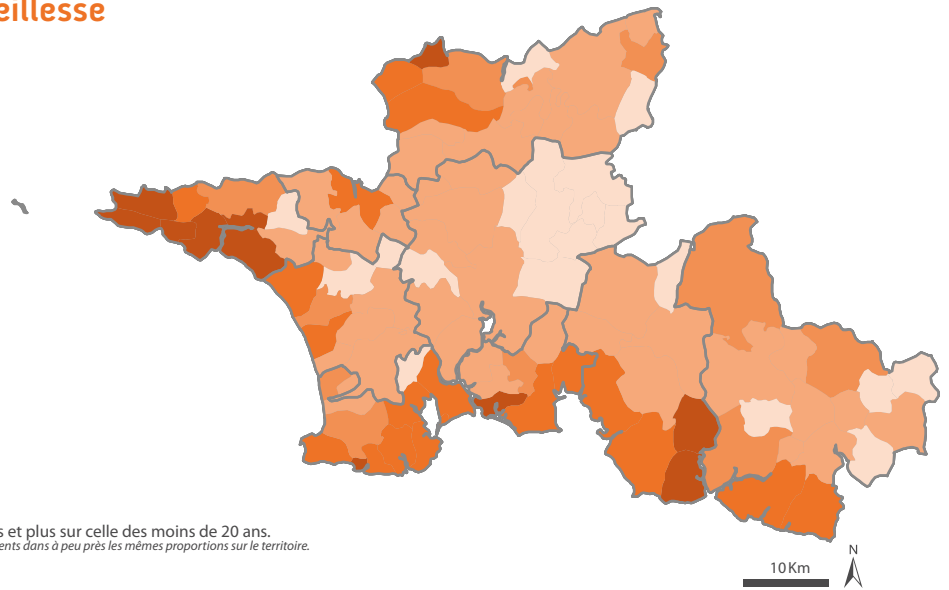 eillesse
s et plus sur celle des moins de 20 ans.
ents dans à peu près les mêmes proportions sur le territoire.
N
10 Km